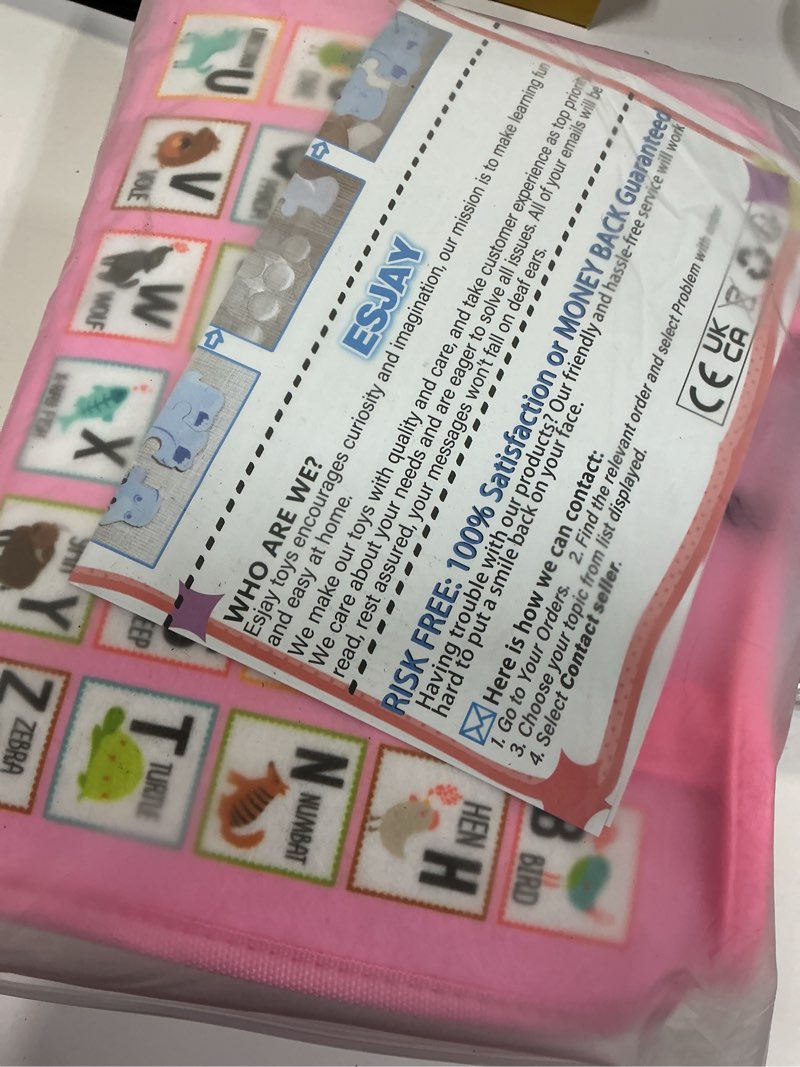 ESJAY
WHO ARE WE?
Esjay toys encourages curiosity and imagination, our mission is to make learning fun
and easy at home.
We make our toys with quality and care, and take customer experience as top priority
We care about your needs and are eager to solve all issues. All of your emails will be
read, rest assured, your messages won't fall on deaf ears.
RISK FREE: 100% Satisfaction or MONEY BACK Guaranteed
Having trouble with our products? Our friendly and hassle-free service will work
hard to put a smile back on your face.
Here is how we can contact:
1. Go to Your Orders. 2. Find the relevant order and select Problem with
3. Choose your topic from list displayed.
4. Select Contact seller.
CE UK
CA
U
V
VOLE
W
WOLF
X
X-RAY FISH
Y
Z
ZEBRA
T
TURTLE
N
NUMBAT
HEN
H
B
BIRD